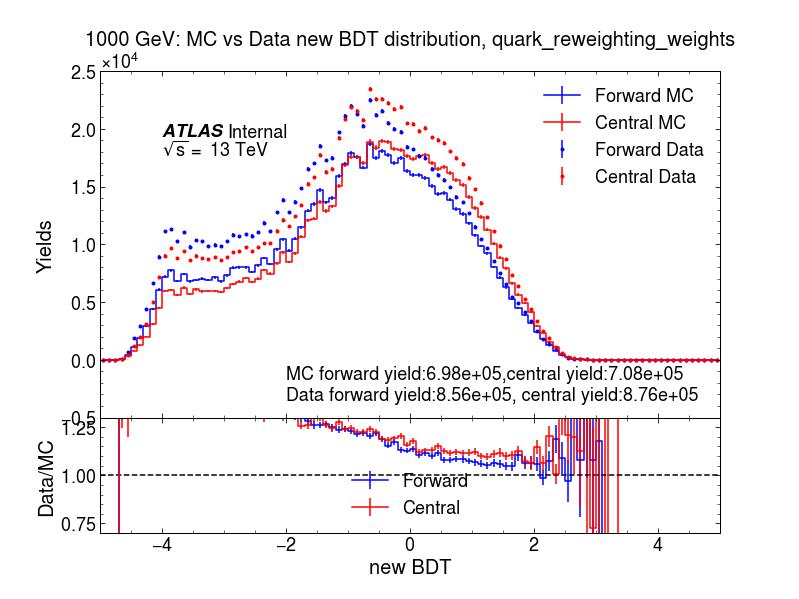 1000 GeV: MC vs Data new BDT distribution, quark_reweighting_weights
×10⁴
2.5
2.0
1.5
1.0
0.5
0.0
0.5
Yields
ATLAS Internal
√s = 13 TeV
Forward MC
Central MC
Forward Data
Central Data
MC forward yield:6.98e+05,central yield:7.08e+05
Data forward yield:8.56e+05, central yield:8.76e+05
1.25
1.00
0.75
Data/MC
Forward
Central
−4 −2 0 2 4
new BDT